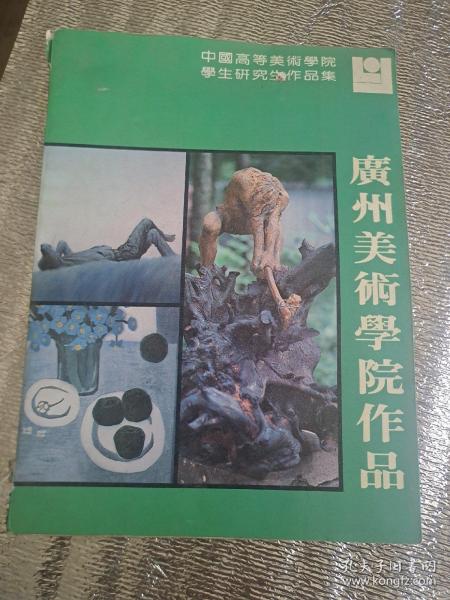 中國高等美術學院
學生研究生作品集
廣州美術學院作品
孔夫子旧书网
kongfz.com